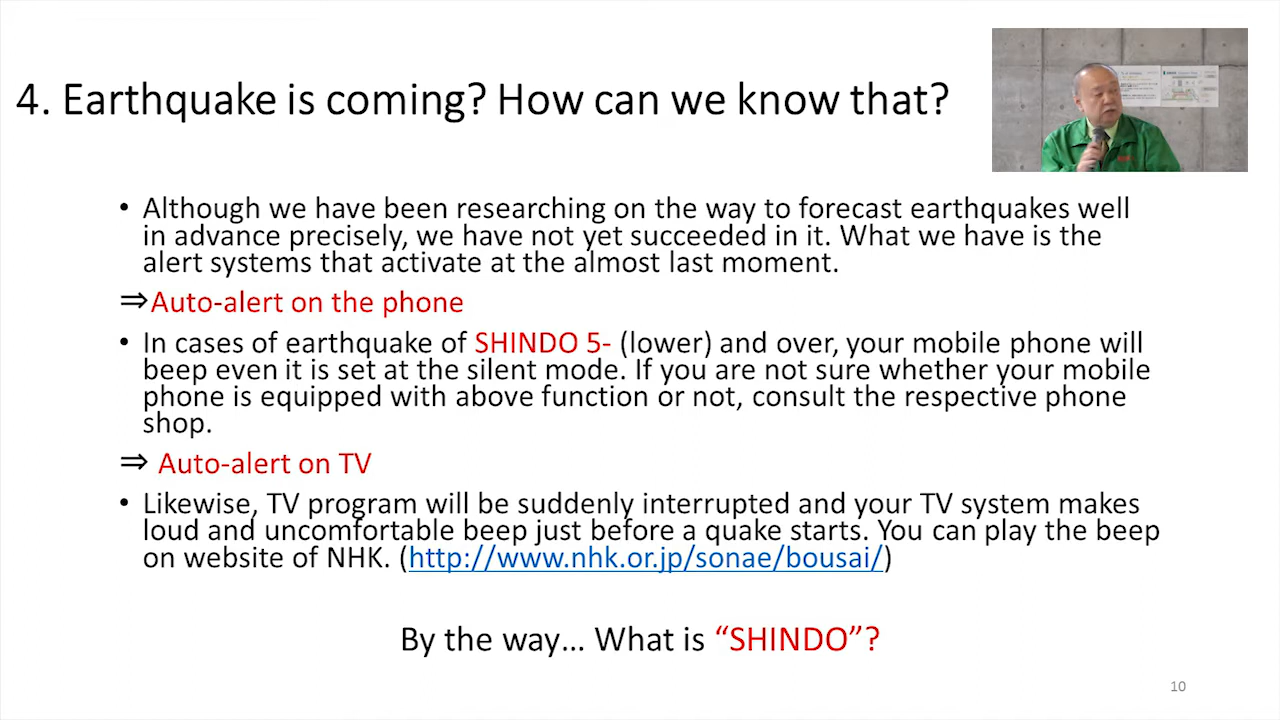 4. Earthquake is coming? How can we know that?
• Although we have been researching on the way to forecast earthquakes well
in advance precisely, we have not yet succeeded in it. What we have is the
alert systems that activate at the almost last moment.
⇒Auto-alert on the phone
• In cases of earthquake of SHINDO 5- (lower) and over, your mobile phone will
beep even it is set at the silent mode. If you are not sure whether your mobile
phone is equipped with above function or not, consult the respective phone
shop.
⇒ Auto-alert on TV
• Likewise, TV program will be suddenly interrupted and your TV system makes
loud and uncomfortable beep just before a quake starts. You can play the beep
on website of NHK. (http://www.nhk.or.jp/sonae/bousai/)
By the way... What is “SHINDO”?
10